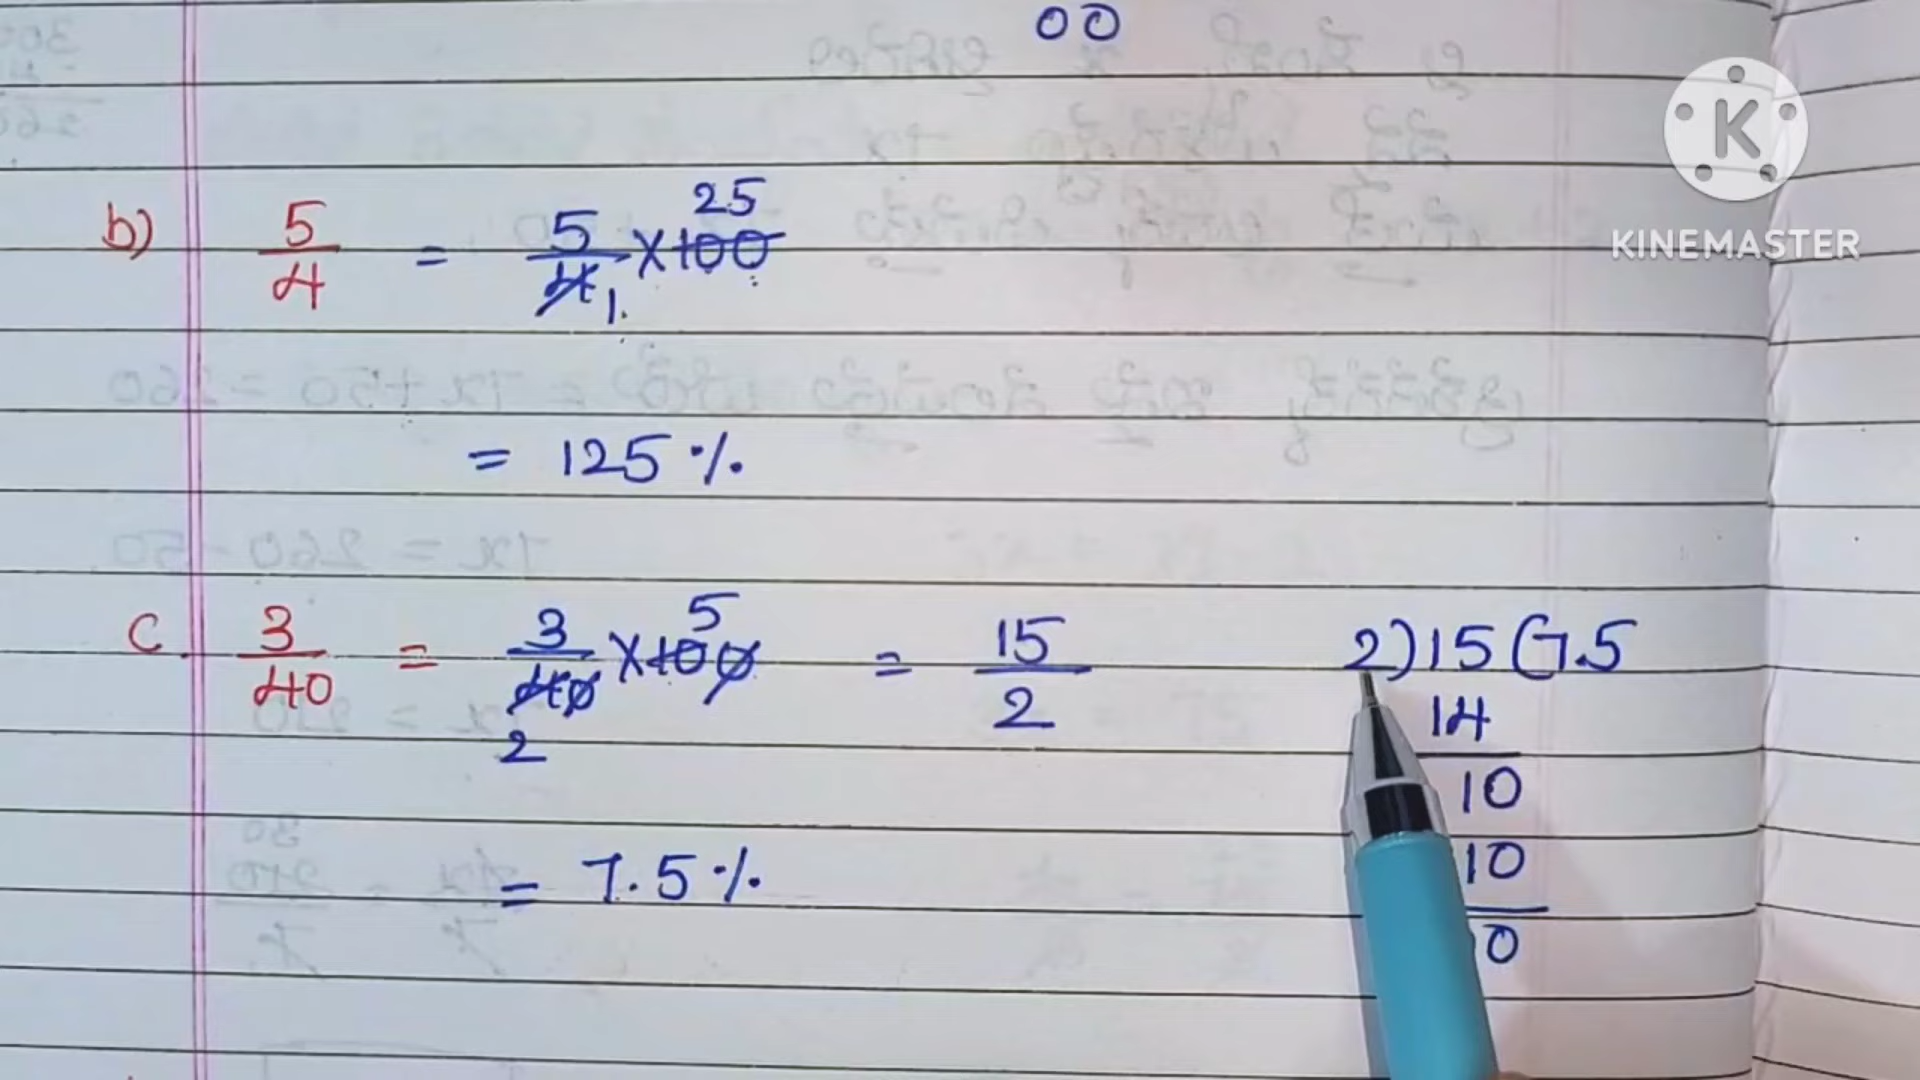 00
K
KINEMASTER
b) 5/4 = 5/4 1 × 100 25
= 125 %
c. 3/40 = 3/40 2 × 100 5 = 15/2
2) 15 ( 7.5
14
10
10
0
= 7.5 %